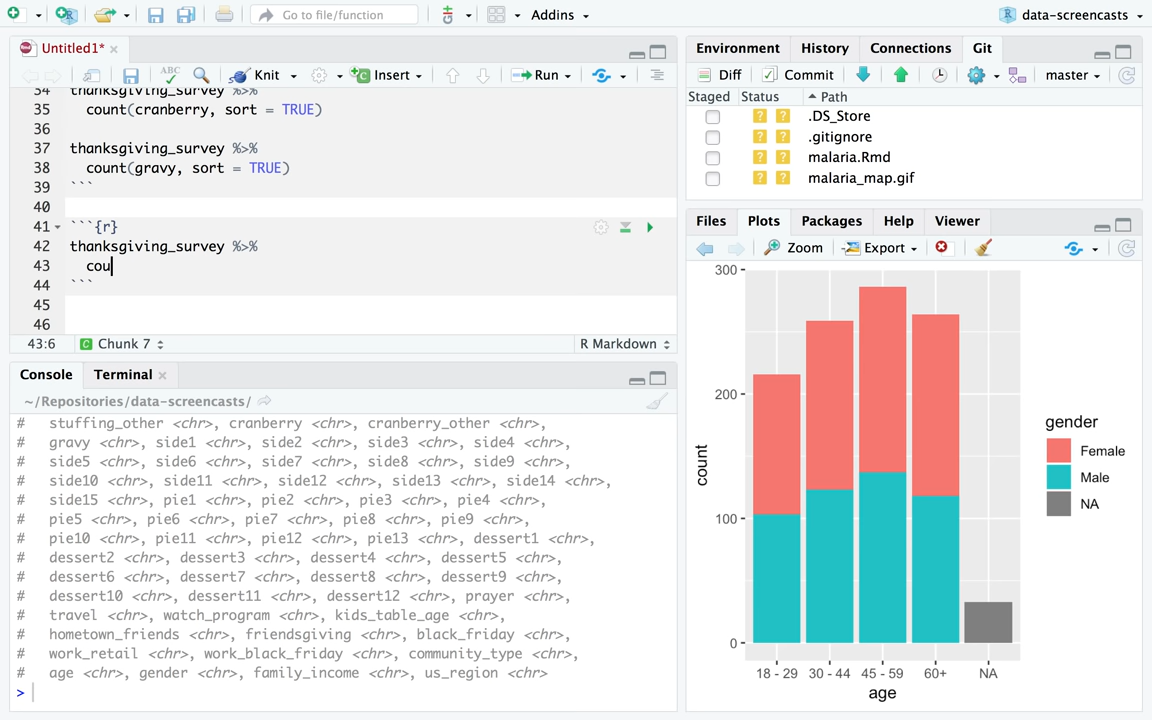 Go to file/function
Addins
data-screencasts
Untitled1*
ABC
Knit
Insert
Run
34 thanksgiving_survey %>%
35   count(cranberry, sort = TRUE)
36
37 thanksgiving_survey %>%
38   count(gravy, sort = TRUE)
39 ```
40
41 ```{r}
42 thanksgiving_survey %>%
43   cou
44 ```
45
46
43:6 Chunk 7 R Markdown
Console Terminal
~/Repositories/data-screencasts/
#   stuffing_other <chr>, cranberry <chr>, cranberry_other <chr>,
#   gravy <chr>, side1 <chr>, side2 <chr>, side3 <chr>, side4 <chr>,
#   side5 <chr>, side6 <chr>, side7 <chr>, side8 <chr>, side9 <chr>,
#   side10 <chr>, side11 <chr>, side12 <chr>, side13 <chr>, side14 <chr>,
#   side15 <chr>, pie1 <chr>, pie2 <chr>, pie3 <chr>, pie4 <chr>,
#   pie5 <chr>, pie6 <chr>, pie7 <chr>, pie8 <chr>, pie9 <chr>,
#   pie10 <chr>, pie11 <chr>, pie12 <chr>, pie13 <chr>, dessert1 <chr>,
#   dessert2 <chr>, dessert3 <chr>, dessert4 <chr>, dessert5 <chr>,
#   dessert6 <chr>, dessert7 <chr>, dessert8 <chr>, dessert9 <chr>,
#   dessert10 <chr>, dessert11 <chr>, dessert12 <chr>, prayer <chr>,
#   travel <chr>, watch_program <chr>, kids_table_age <chr>,
#   hometown_friends <chr>, friendsgiving <chr>, black_friday <chr>,
#   work_retail <chr>, work_black_friday <chr>, community_type <chr>,
#   age <chr>, gender <chr>, family_income <chr>, us_region <chr>
>
Environment History Connections Git
Diff Commit master
Staged Status Path
? ? .DS_Store
? ? .gitignore
? ? malaria.Rmd
? ? malaria_map.gif
Files Plots Packages Help Viewer
Zoom Export
300
200
100
0
count
18 - 29 30 - 44 45 - 59 60+ NA
age
gender
Female
Male
NA